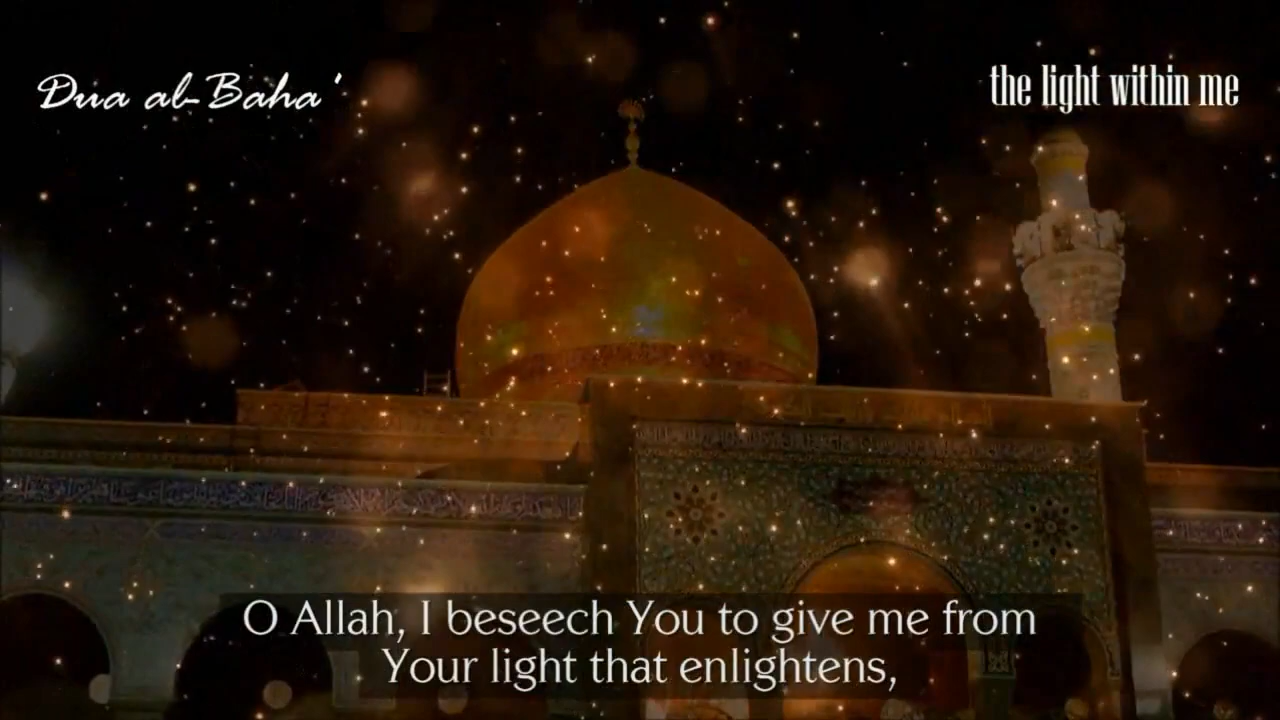 Dua al-Baha'
the light within me
O Allah, I beseech You to give me from
Your light that enlightens,